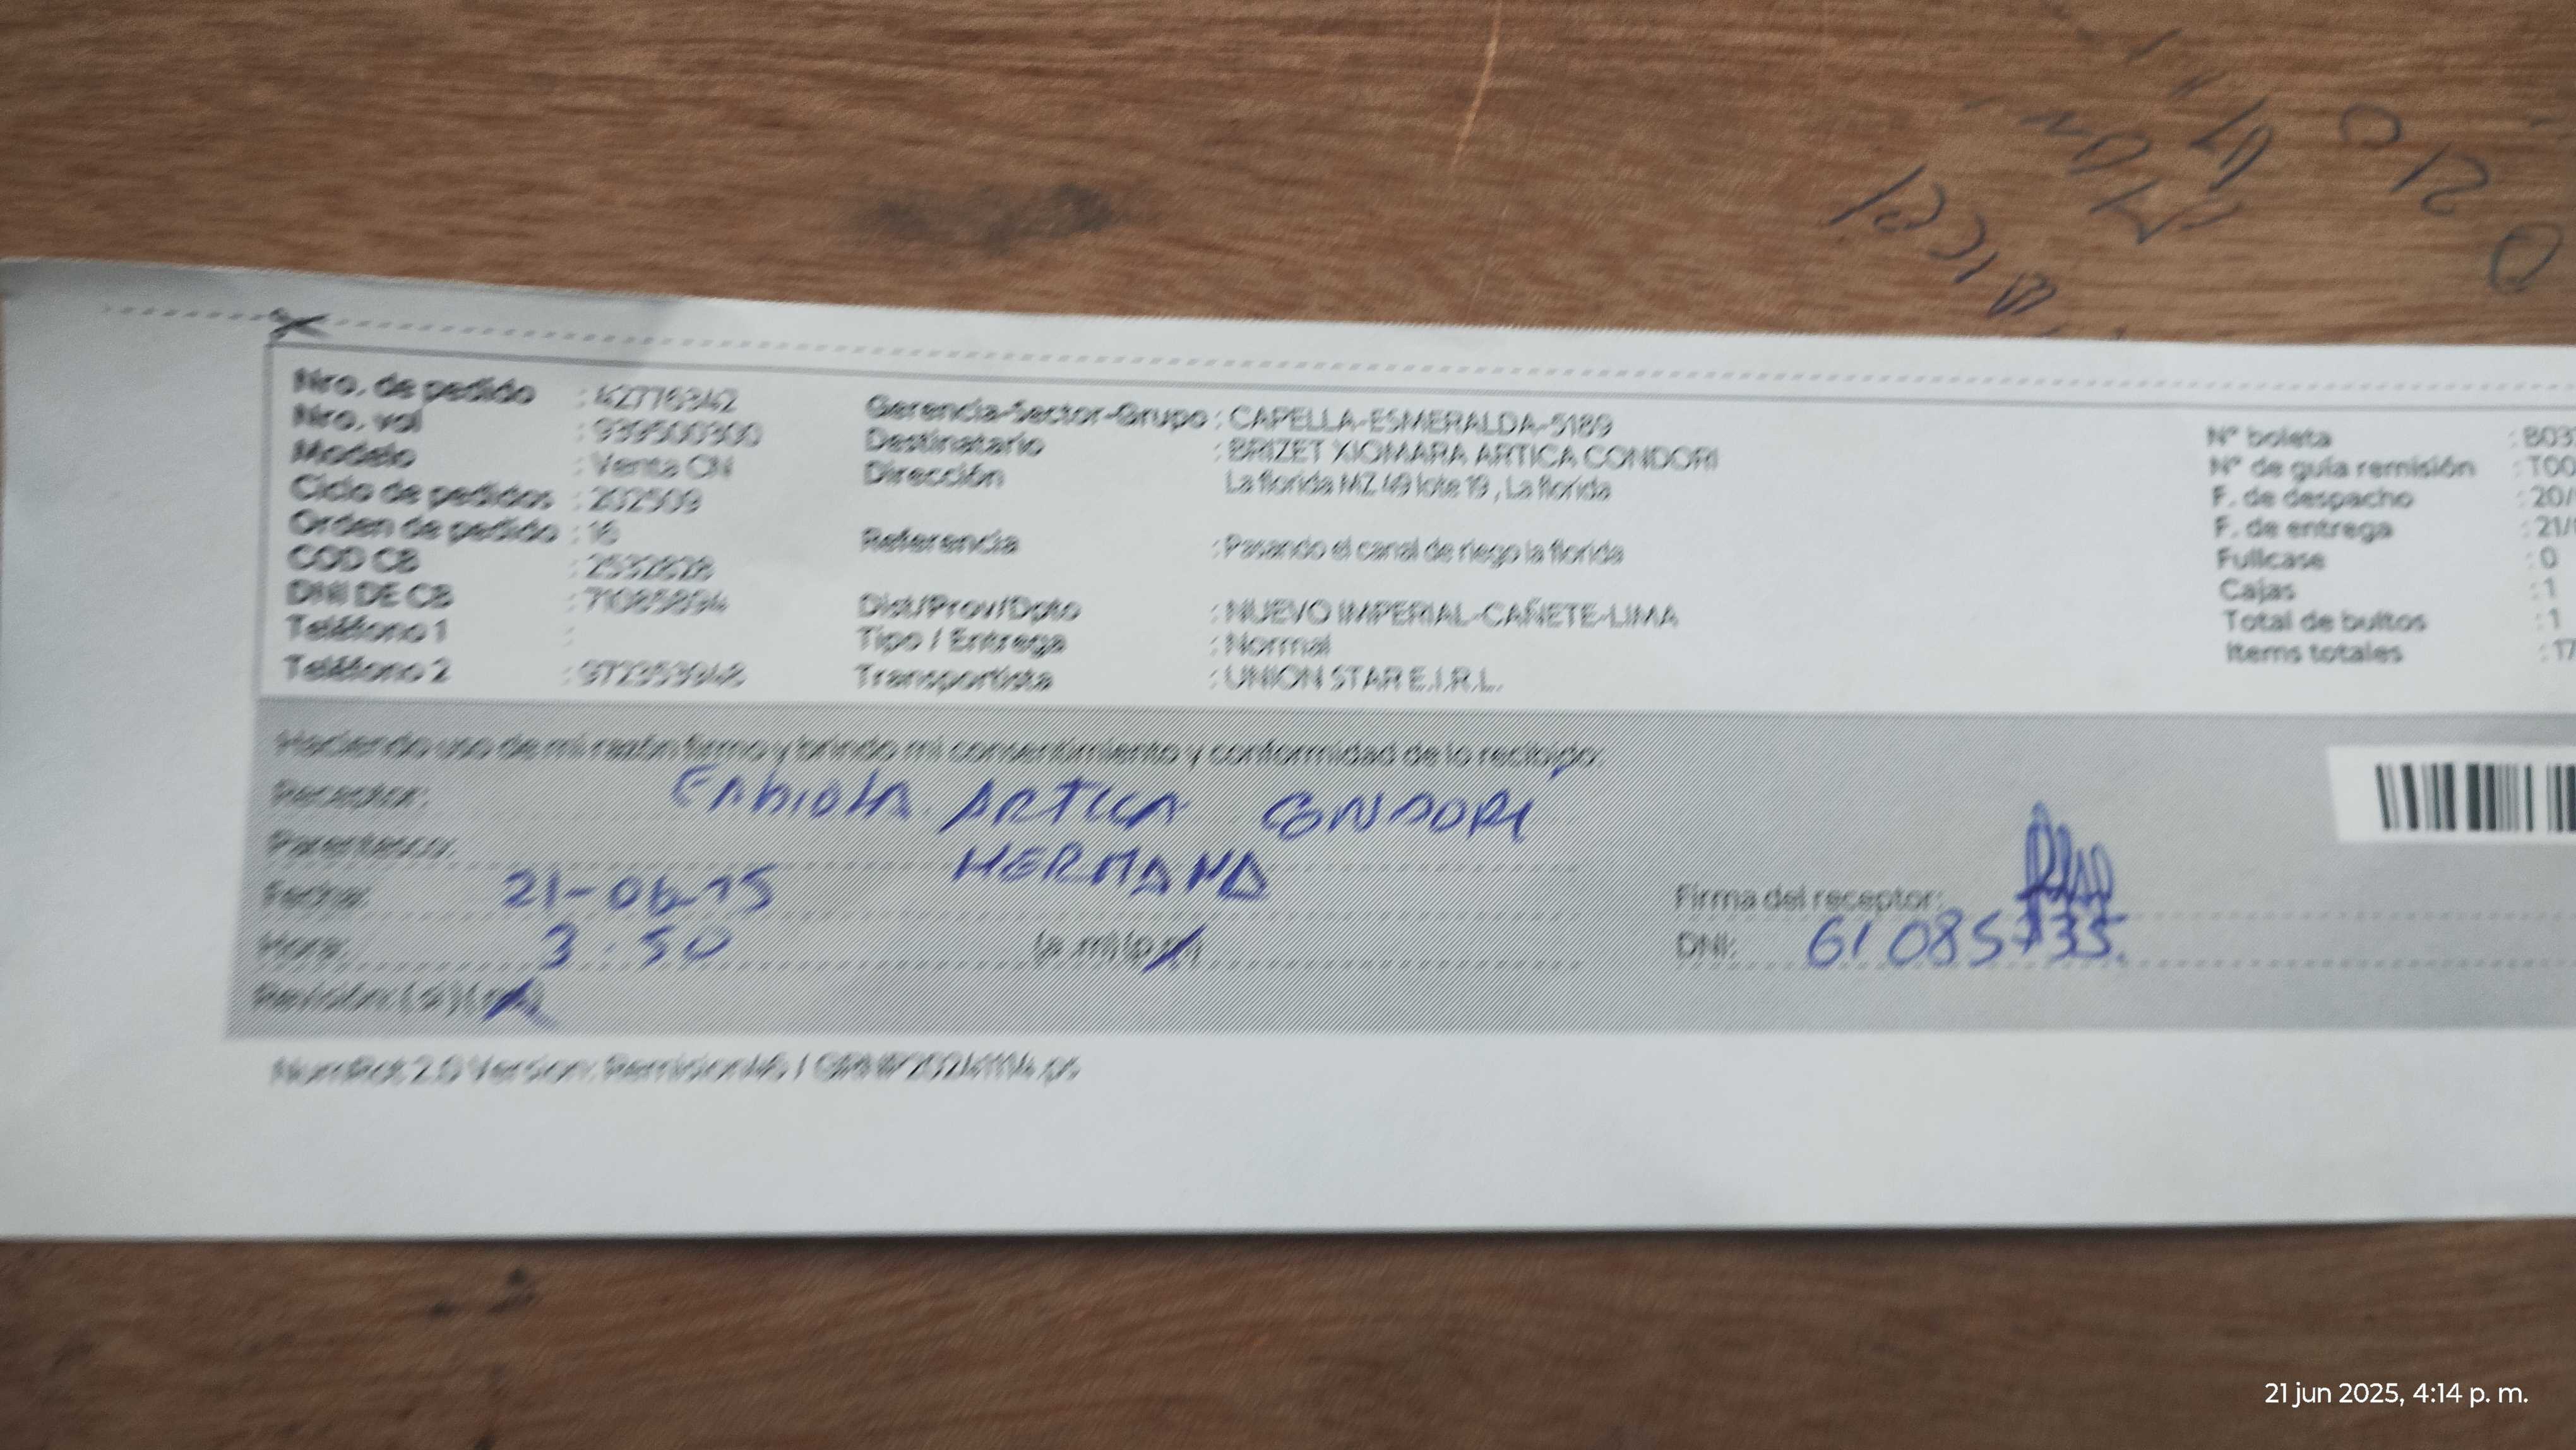 Nro. de pedido : 142776342
Nro. vol : 939500300
Modelo : Venta CN
Ciclo de pedidos : 202509
Orden de pedido : 16
COD CB : 2532828
DNI DE CB
Teléfono 1 :
Teléfono 2
Gerencia-Sector-Grupo : CAPELLA-ESMERALDA-5189
Destinatario : BRIZET XIOMARA ARTICA CONDORI
Dirección La florida MZ 49 lote 19 , La florida
Referencia : Pasando el canal de riego la florida
Dist/Prov/Dpto : NUEVO IMPERIAL-CAÑETE-LIMA
Tipo / Entrega : Normal
Transportista : UNION STAR E.I.R.L.
N° boleta : B03
N° de guía remisión : T00
F. de despacho : 20/
F. de entrega : 21/
Fullcase : 0
Cajas : 1
Total de bultos : 1
Items totales : 17
Haciendo uso de mi razón firmo y brindo mi consentimiento y conformidad de lo recibido:
Receptor: FAbiolA ARTICA CONDORI
Parentesco: HERMANA
Fecha: 21-06-25
Hora: 3:50 (a.m) (p.m)
Revisión: (si) (no)
Firma del receptor:
DNI: 61085735
21 jun 2025, 4:14 p. m.